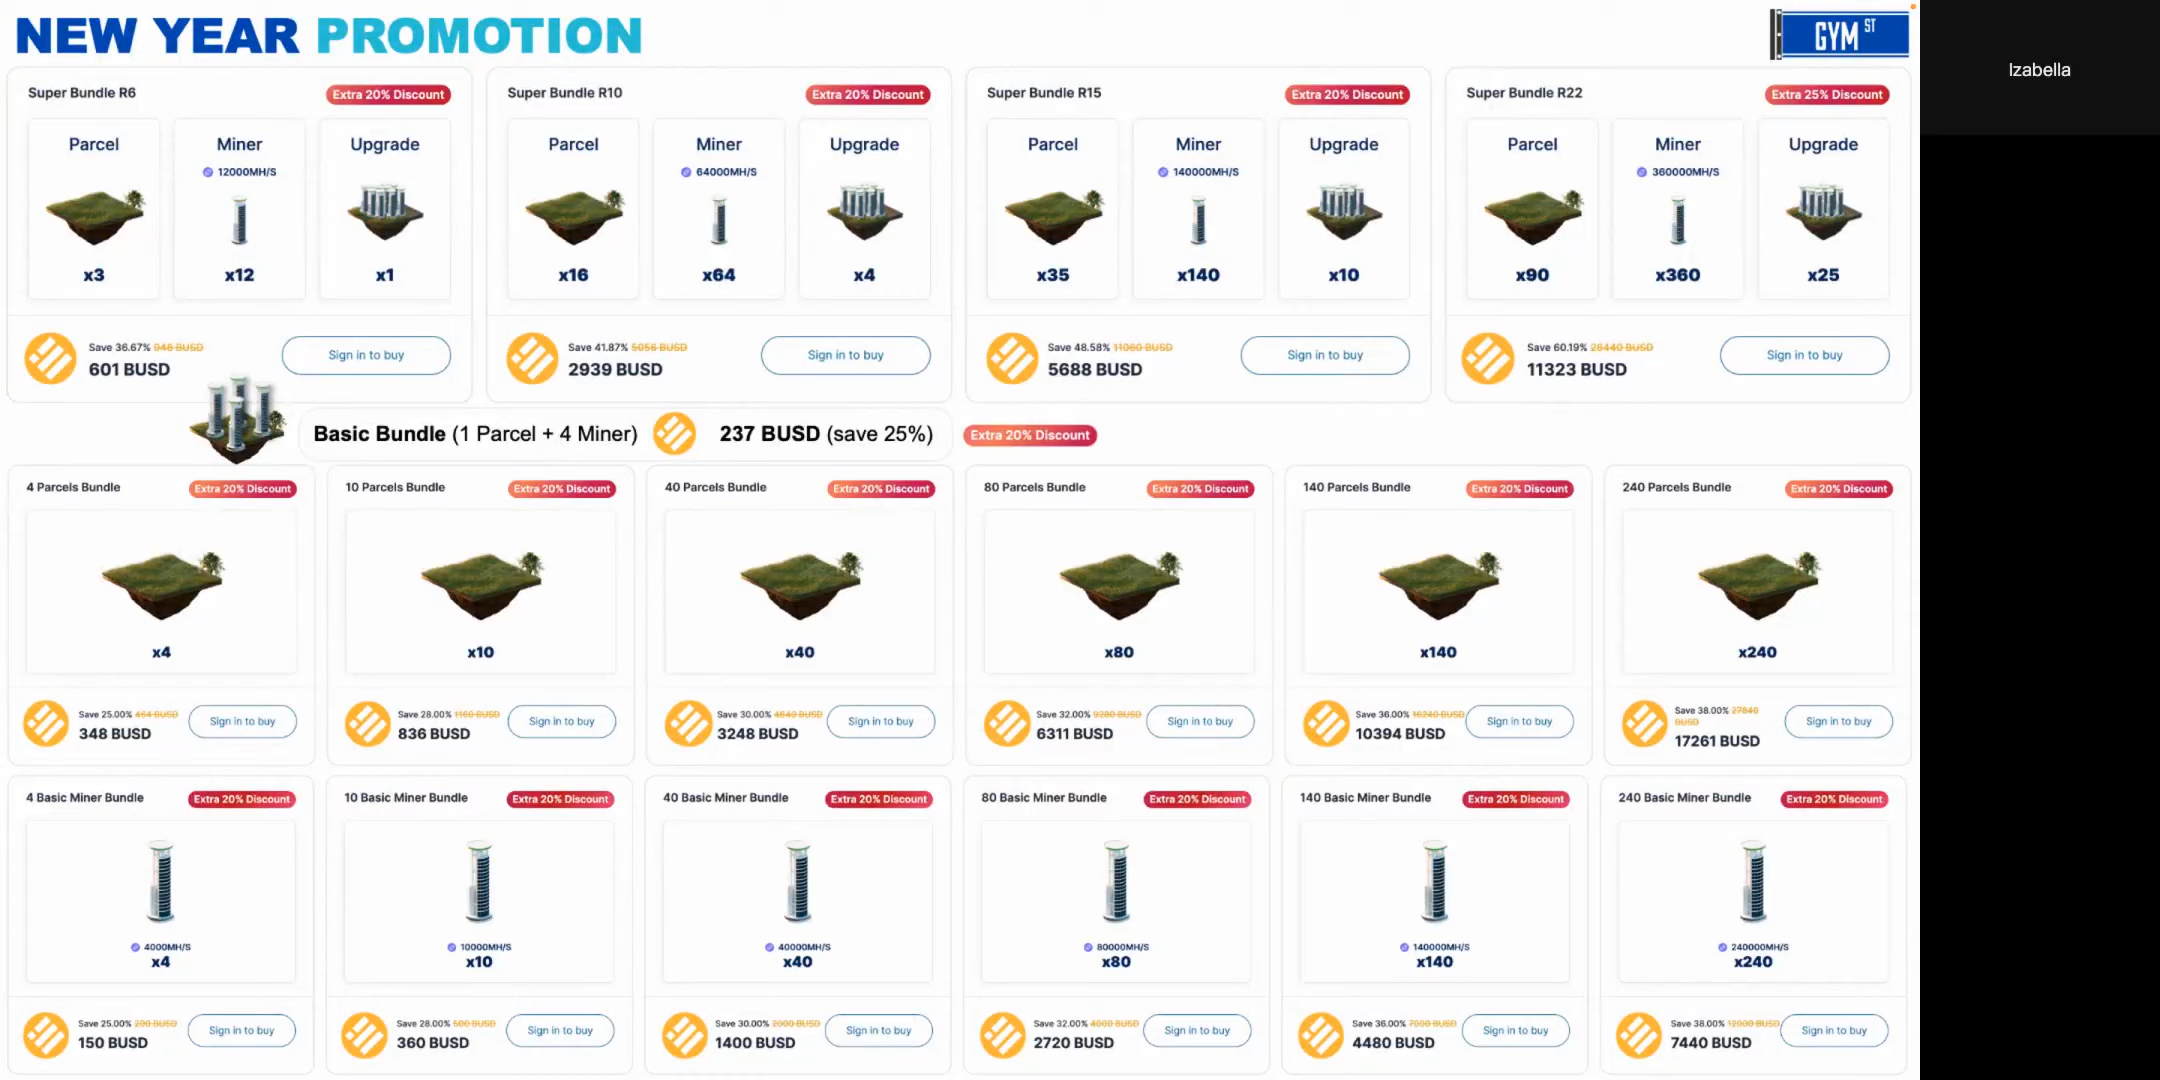 NEW YEAR PROMOTION
GYM ST
Izabella
Super Bundle R6
Extra 20% Discount
Parcel
Miner
Upgrade
12000MH/S
x3
x12
x1
Save 36.67% 948 BUSD
601 BUSD
Sign in to buy
Super Bundle R10
Extra 20% Discount
Parcel
Miner
Upgrade
64000MH/S
x16
x64
x4
Save 41.87% 5056 BUSD
2939 BUSD
Sign in to buy
Super Bundle R15
Extra 20% Discount
Parcel
Miner
Upgrade
140000MH/S
x35
x140
x10
Save 48.58% 11060 BUSD
5688 BUSD
Sign in to buy
Super Bundle R22
Extra 25% Discount
Parcel
Miner
Upgrade
360000MH/S
x90
x360
x25
Save 60.19% 28440 BUSD
11323 BUSD
Sign in to buy
Basic Bundle (1 Parcel + 4 Miner)
237 BUSD (save 25%)
Extra 20% Discount
4 Parcels Bundle
Extra 20% Discount
x4
Save 25.00% 464 BUSD
348 BUSD
Sign in to buy
10 Parcels Bundle
Extra 20% Discount
x10
Save 28.00% 1160 BUSD
836 BUSD
Sign in to buy
40 Parcels Bundle
Extra 20% Discount
x40
Save 30.00% 4640 BUSD
3248 BUSD
Sign in to buy
80 Parcels Bundle
Extra 20% Discount
x80
Save 32.00% 9280 BUSD
6311 BUSD
Sign in to buy
140 Parcels Bundle
Extra 20% Discount
x140
Save 36.00% 16240 BUSD
10394 BUSD
Sign in to buy
240 Parcels Bundle
Extra 20% Discount
x240
Save 38.00% 27840
BUSD
17261 BUSD
Sign in to buy
4 Basic Miner Bundle
Extra 20% Discount
4000MH/S
x4
Save 25.00% 200 BUSD
150 BUSD
Sign in to buy
10 Basic Miner Bundle
Extra 20% Discount
10000MH/S
x10
Save 28.00% 500 BUSD
360 BUSD
Sign in to buy
40 Basic Miner Bundle
Extra 20% Discount
40000MH/S
x40
Save 30.00% 2000 BUSD
1400 BUSD
Sign in to buy
80 Basic Miner Bundle
Extra 20% Discount
80000MH/S
x80
Save 32.00% 4000 BUSD
2720 BUSD
Sign in to buy
140 Basic Miner Bundle
Extra 20% Discount
140000MH/S
x140
Save 36.00% 7000 BUSD
4480 BUSD
Sign in to buy
240 Basic Miner Bundle
Extra 20% Discount
240000MH/S
x240
Save 38.00% 12000 BUSD
7440 BUSD
Sign in to buy